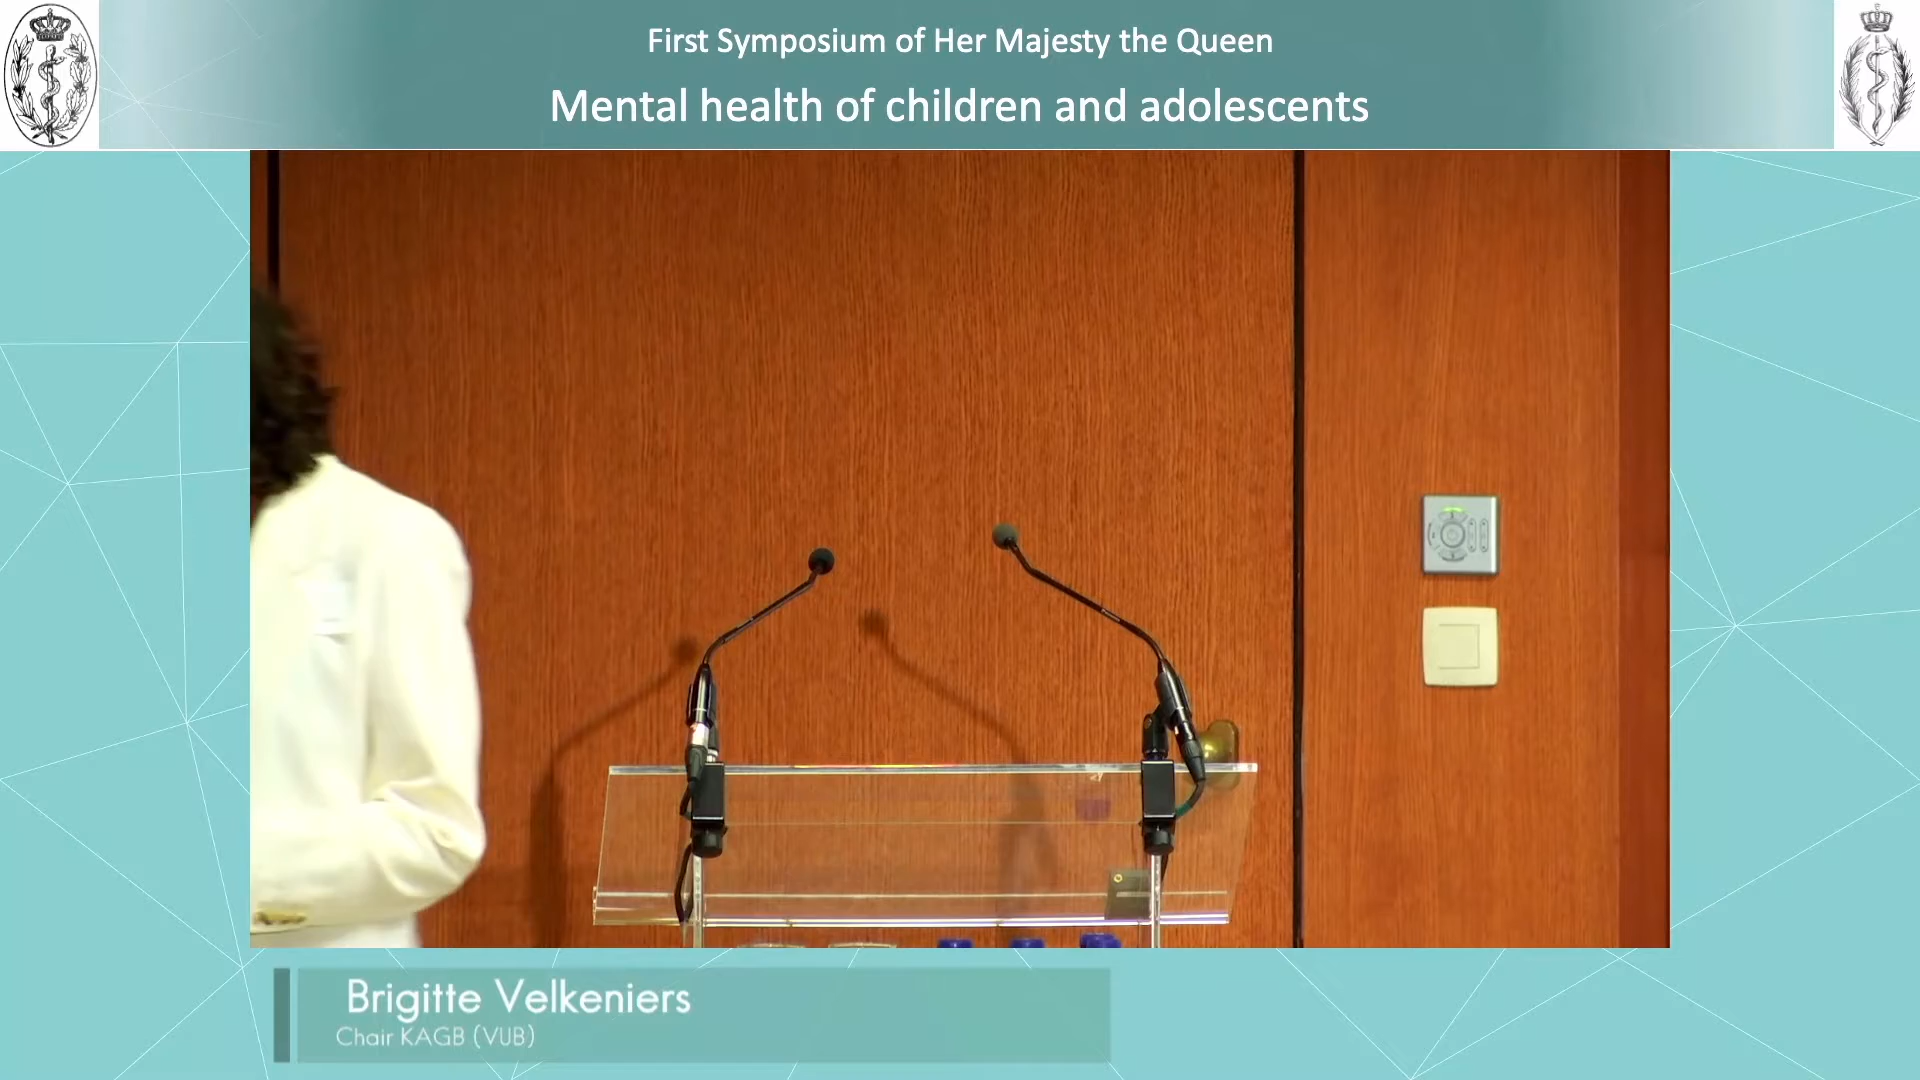 First Symposium of Her Majesty the Queen
Mental health of children and adolescents
Brigitte Velkeniers
Chair KAGB (VUB)